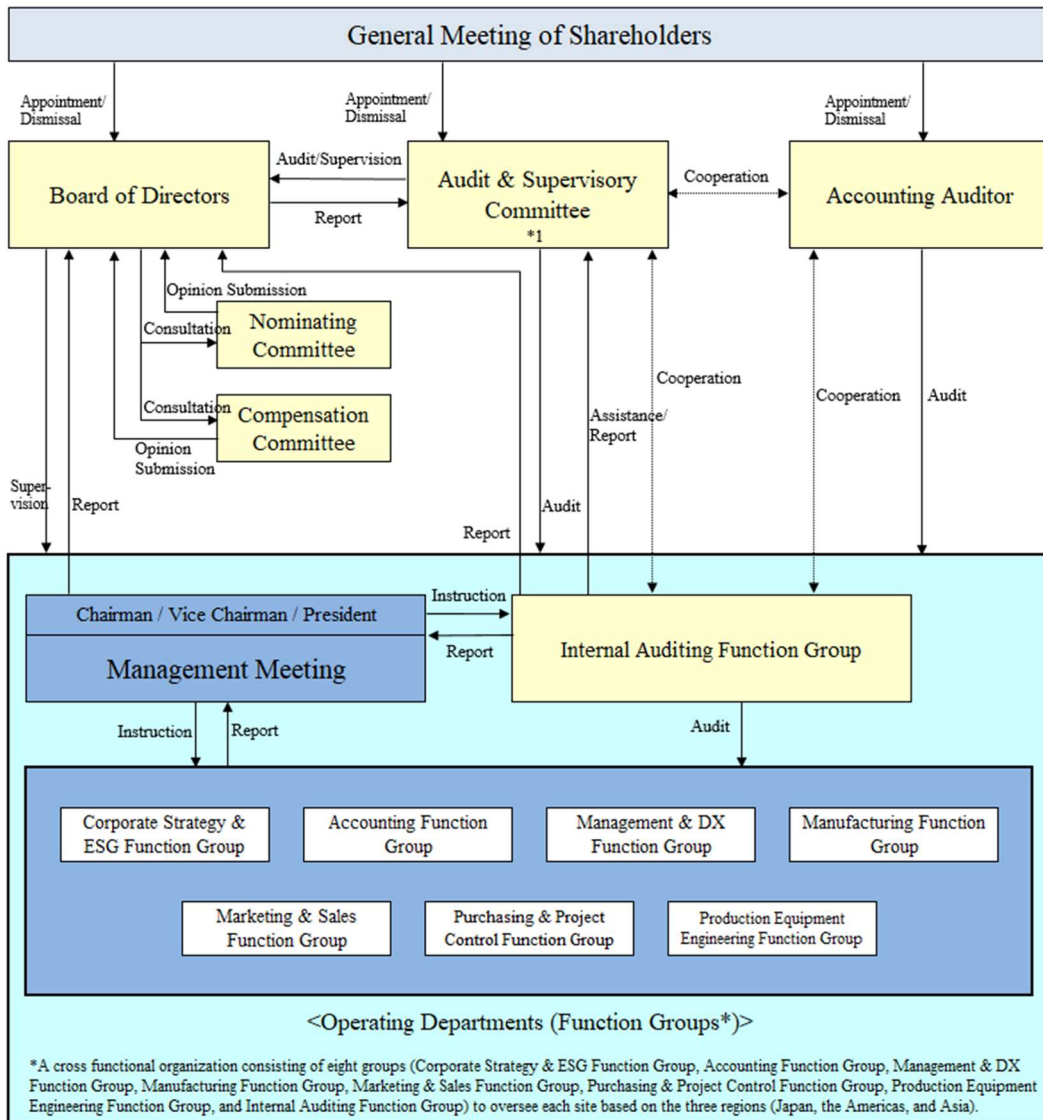 General Meeting of Shareholders
Appointment/
Dismissal
Appointment/
Dismissal
Appointment/
Dismissal
Board of Directors
Audit/Supervision
Report
Audit & Supervisory
Committee
*1
Cooperation
Accounting Auditor
Opinion Submission
Consultation
Nominating
Committee
Consultation
Compensation
Committee
Opinion
Submission
Cooperation
Assistance/
Report
Cooperation
Audit
Super-
vision
Report
Report
Audit
Chairman / Vice Chairman / President
Management Meeting
Instruction
Report
Internal Auditing Function Group
Instruction
Report
Audit
Corporate Strategy &
ESG Function Group
Accounting Function
Group
Management & DX
Function Group
Manufacturing Function
Group
Marketing & Sales
Function Group
Purchasing & Project
Control Function Group
Production Equipment
Engineering Function Group
<Operating Departments (Function Groups*)>
*A cross functional organization consisting of eight groups (Corporate Strategy & ESG Function Group, Accounting Function Group, Management & DX
Function Group, Manufacturing Function Group, Marketing & Sales Function Group, Purchasing & Project Control Function Group, Production Equipment
Engineering Function Group, and Internal Auditing Function Group) to oversee each site based on the three regions (Japan, the Americas, and Asia).